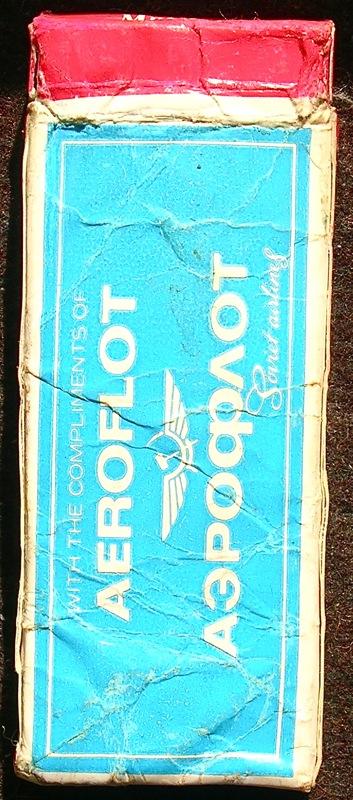 WITH THE COMPLIMENTS OF
AEROFLOT
АЭРОФЛОТ
Soviet airlines